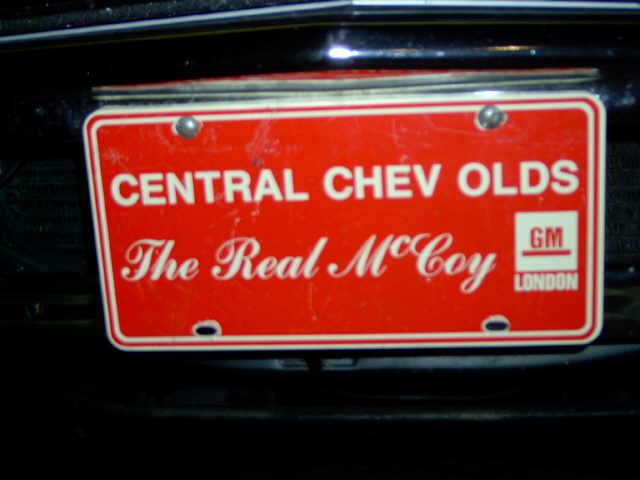 CENTRAL CHEV OLDS
The Real McCoy
GM
LONDON